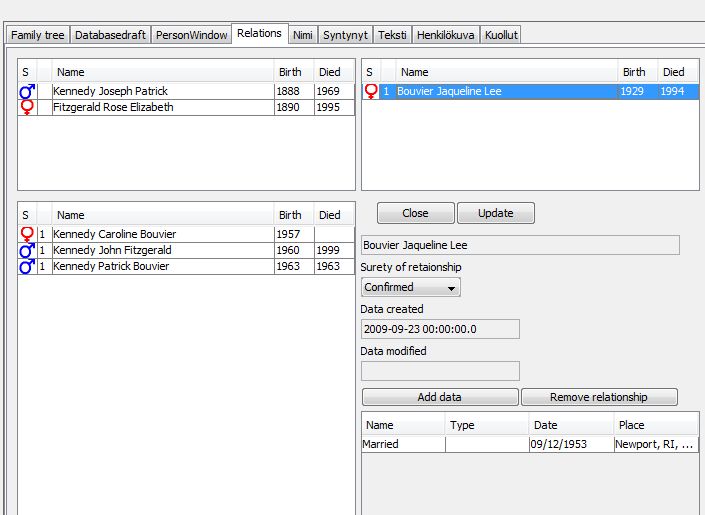 Family tree Databasedraft PersonWindow Relations Nimi Syntynyt Teksti Henkilökuva Kuollut
S Name Birth Died
Kennedy Joseph Patrick 1888 1969
Fitzgerald Rose Elizabeth 1890 1995
S Name Birth Died
1 Bouvier Jaqueline Lee 1929 1994
S Name Birth Died
1 Kennedy Caroline Bouvier 1957
1 Kennedy John Fitzgerald 1960 1999
1 Kennedy Patrick Bouvier 1963 1963
Close Update
Bouvier Jaqueline Lee
Surety of retaionship
Confirmed
Data created
2009-09-23 00:00:00.0
Data modified
Add data Remove relationship
Name Type Date Place
Married 09/12/1953 Newport, RI, ...